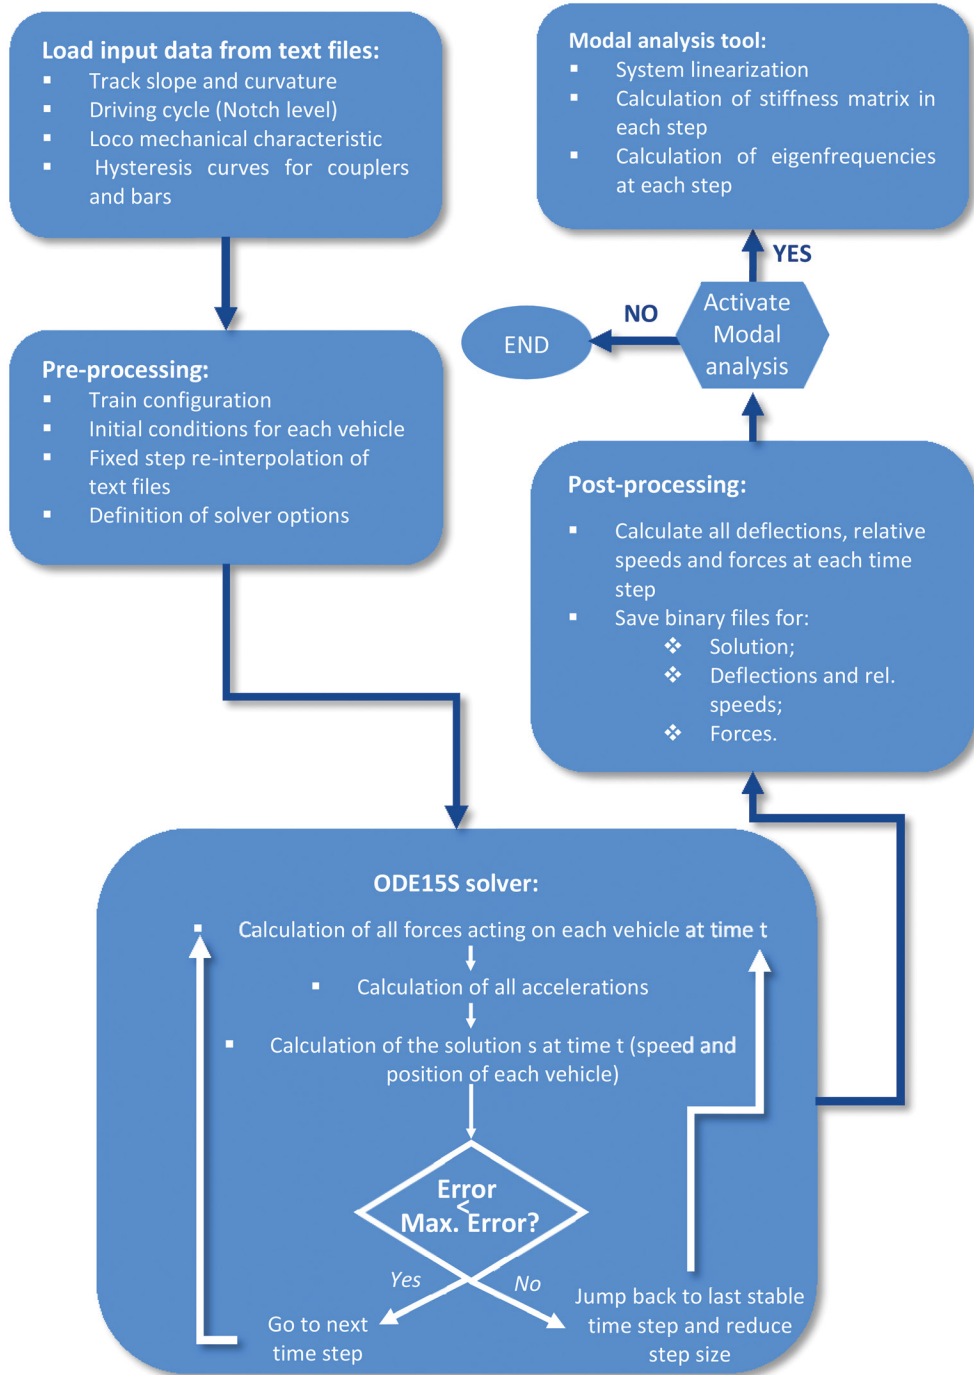 Load input data from text files:
▪ Track slope and curvature
▪ Driving cycle (Notch level)
▪ Loco mechanical characteristic
▪ Hysteresis curves for couplers
and bars
Pre-processing:
▪ Train configuration
▪ Initial conditions for each vehicle
▪ Fixed step re-interpolation of
text files
▪ Definition of solver options
ODE15S solver:
▪ Calculation of all forces acting on each vehicle at time t
▪ Calculation of all accelerations
▪ Calculation of the solution s at time t (speed and
position of each vehicle)
Error
<
Max. Error?
Yes
No
Go to next
time step
Jump back to last stable
time step and reduce
step size
Post-processing:
▪ Calculate all deflections, relative
speeds and forces at each time
step
▪ Save binary files for:
❖ Solution;
❖ Deflections and rel.
speeds;
❖ Forces.
Activate
Modal
analysis
NO
END
YES
Modal analysis tool:
▪ System linearization
▪ Calculation of stiffness matrix in
each step
▪ Calculation of eigenfrequencies
at each step